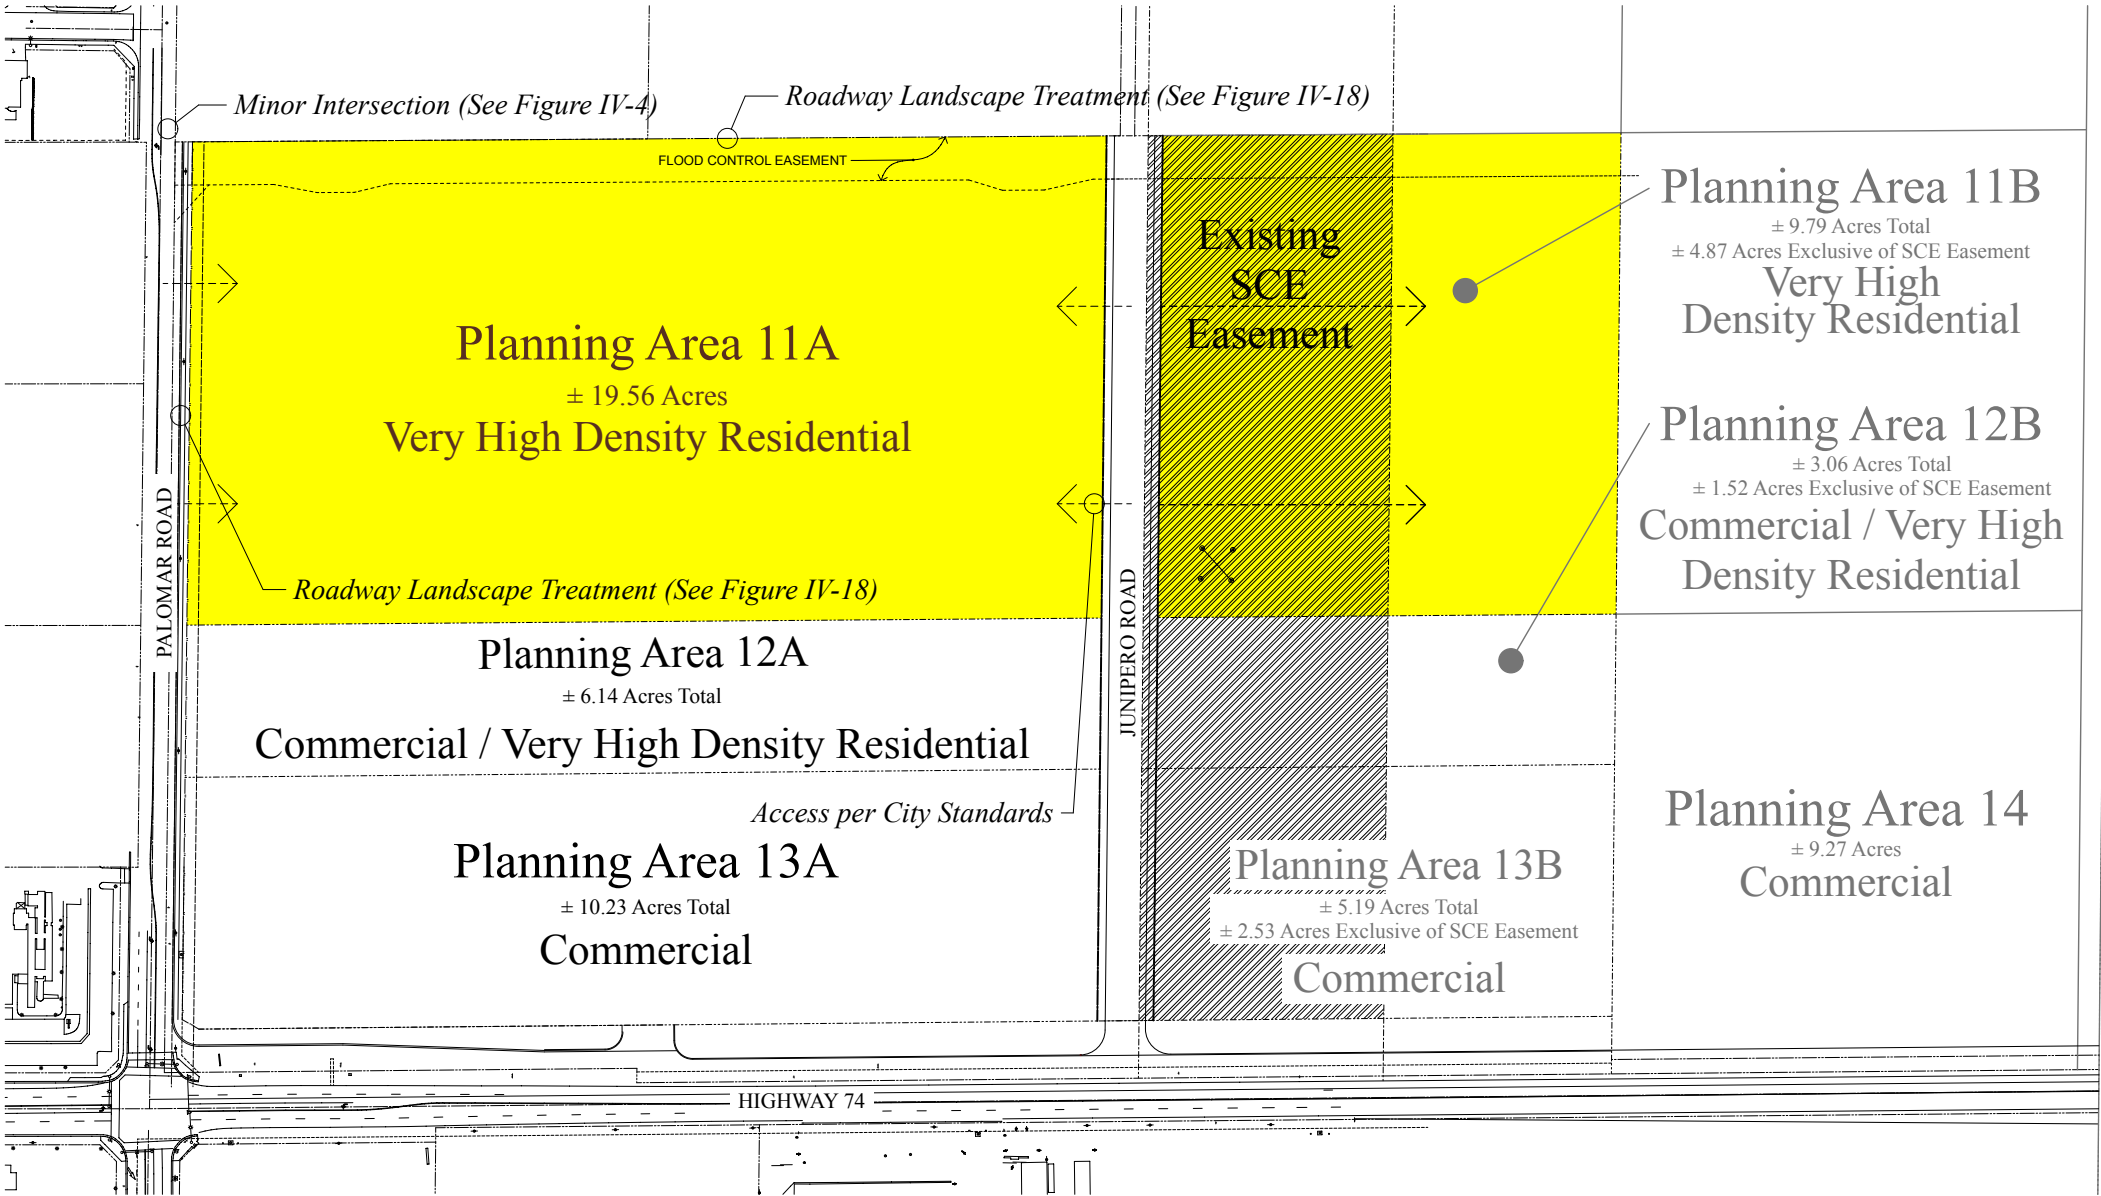 Minor Intersection (See Figure IV-4)
Roadway Landscape Treatment (See Figure IV-18)
FLOOD CONTROL EASEMENT
Planning Area 11A
± 19.56 Acres
Very High Density Residential
Existing
SCE
Easement
Planning Area 11B
± 9.79 Acres Total
± 4.87 Acres Exclusive of SCE Easement
Very High
Density Residential
Planning Area 12B
± 3.06 Acres Total
± 1.52 Acres Exclusive of SCE Easement
Commercial / Very High
Density Residential
PALOMAR ROAD
Roadway Landscape Treatment (See Figure IV-18)
JUNIPERO ROAD
Planning Area 12A
± 6.14 Acres Total
Commercial / Very High Density Residential
Access per City Standards
Planning Area 13A
± 10.23 Acres Total
Commercial
Planning Area 13B
± 5.19 Acres Total
± 2.53 Acres Exclusive of SCE Easement
Commercial
Planning Area 14
± 9.27 Acres
Commercial
HIGHWAY 74